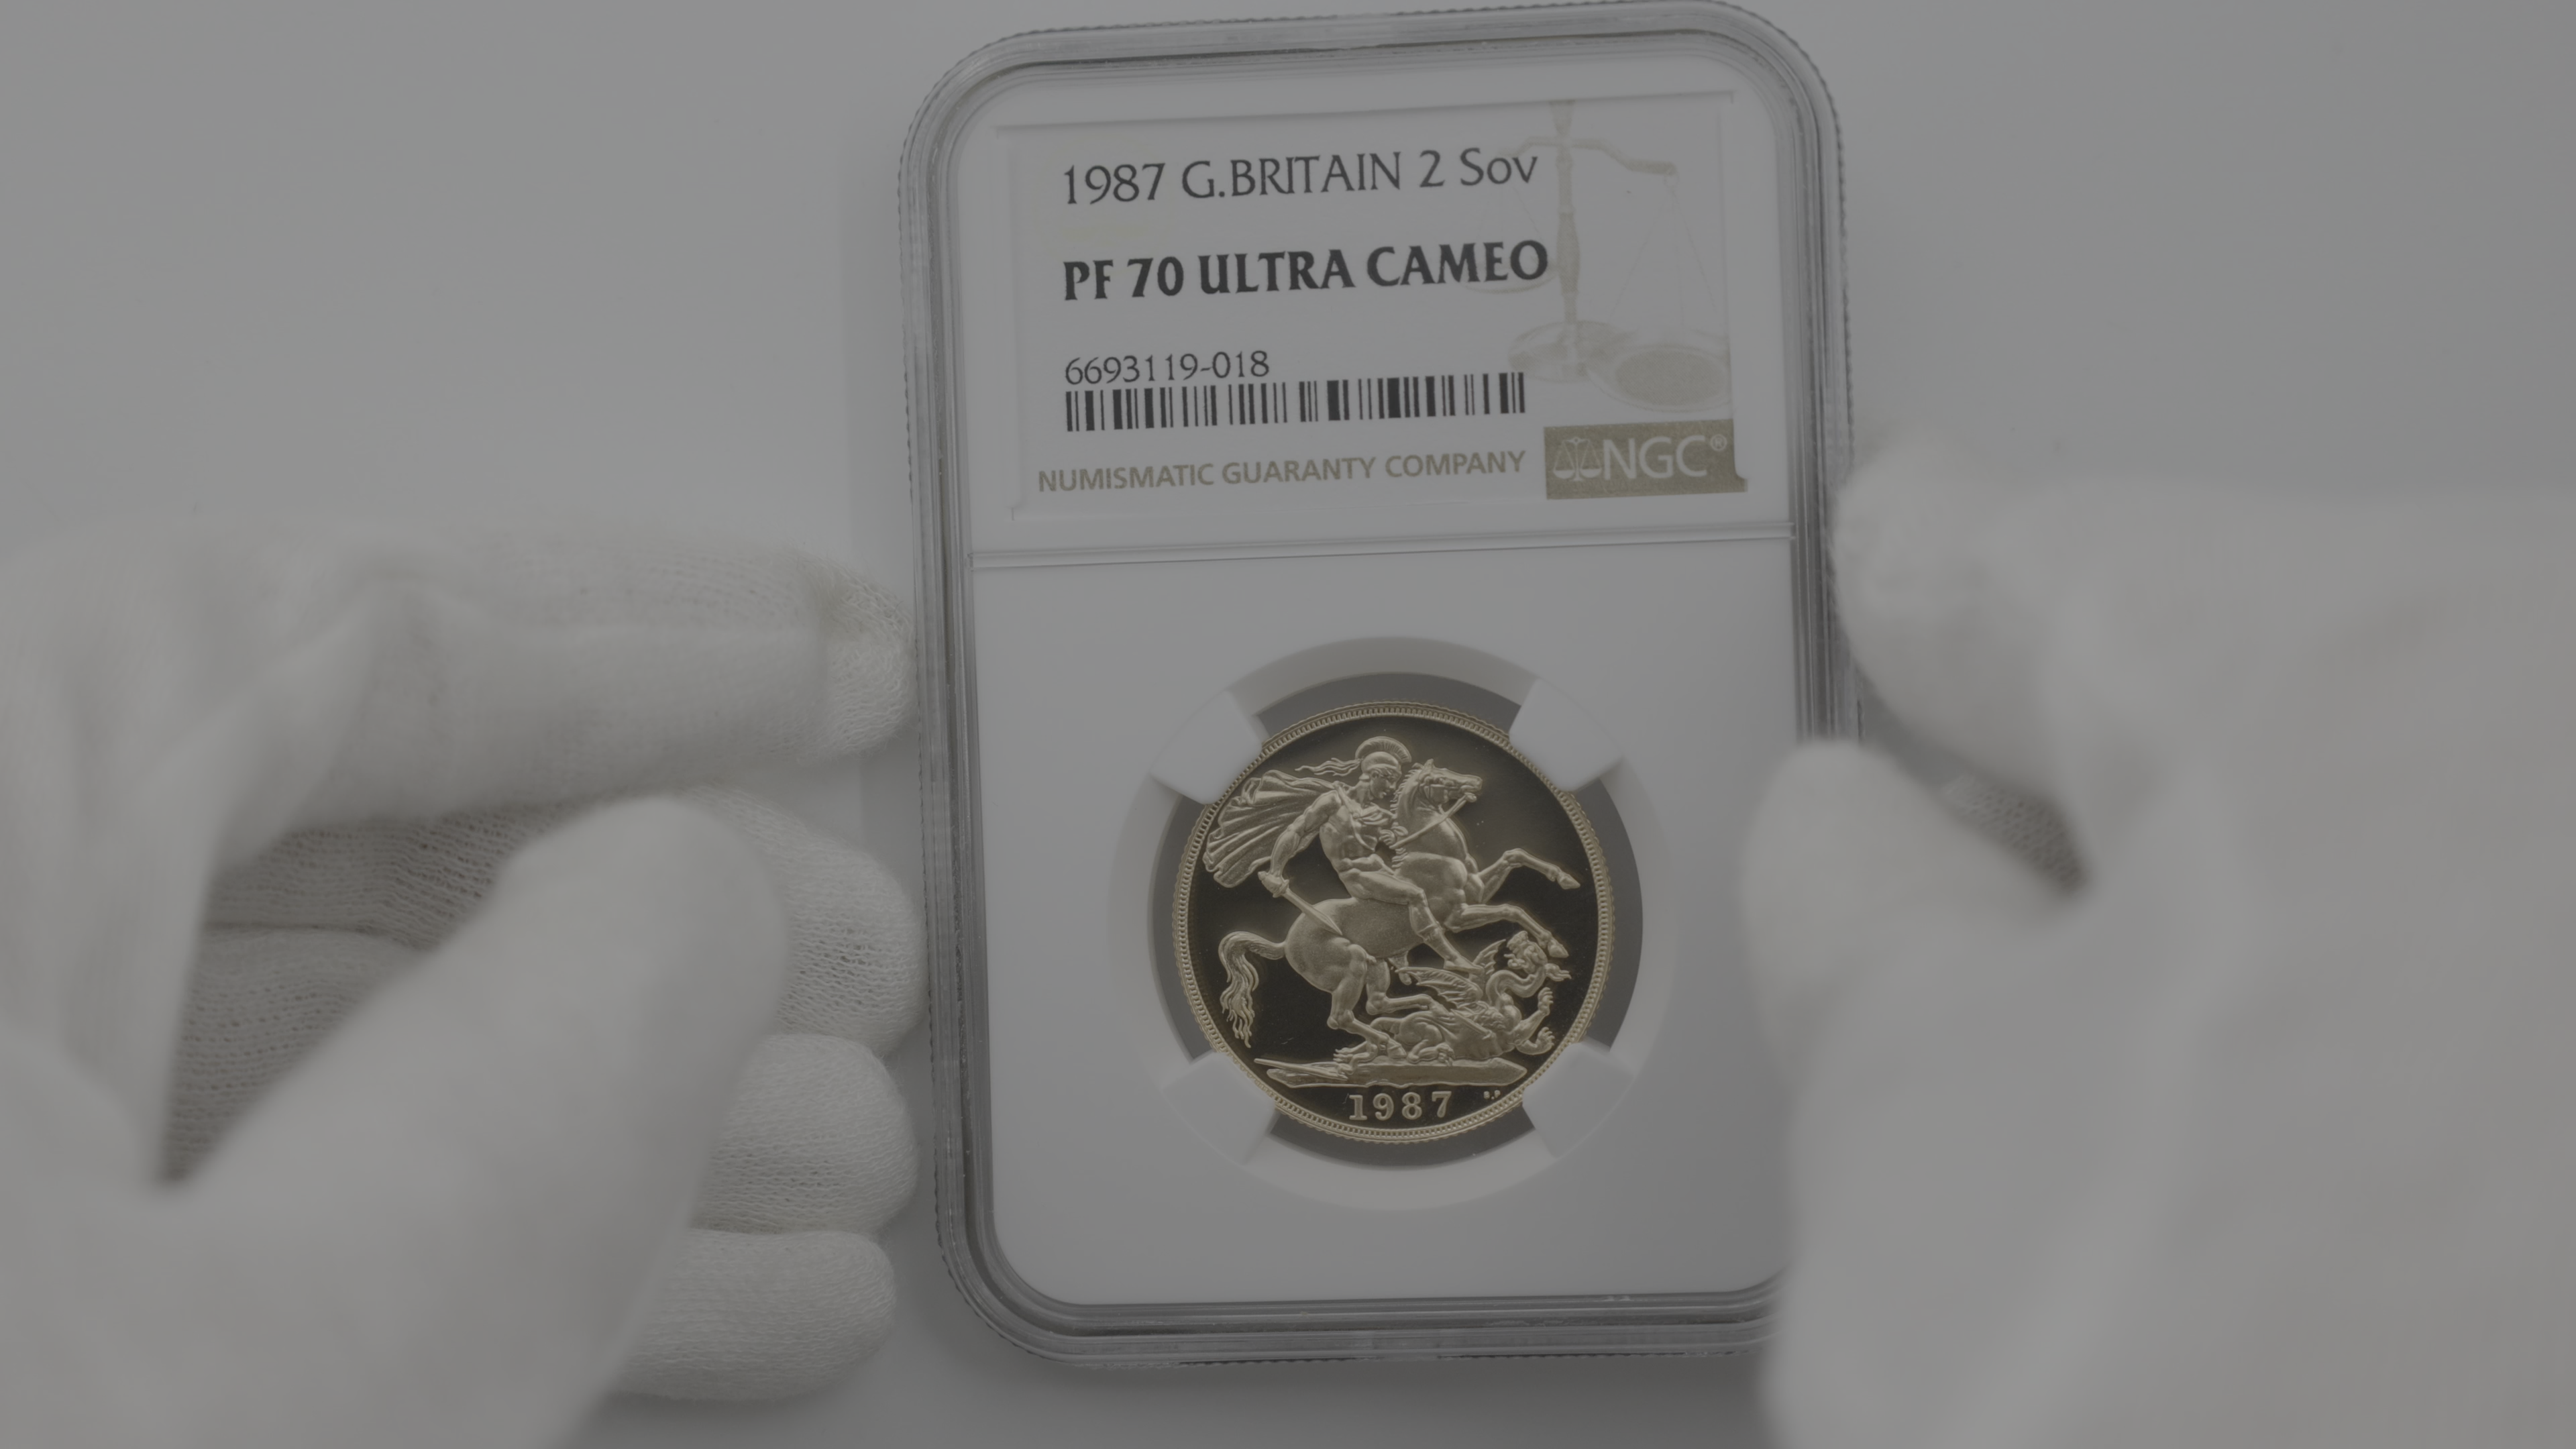 1987 G.BRITAIN 2 Sov
PF 70 ULTRA CAMEO
6693119-018
NUMISMATIC GUARANTY COMPANY
NGC®
1987